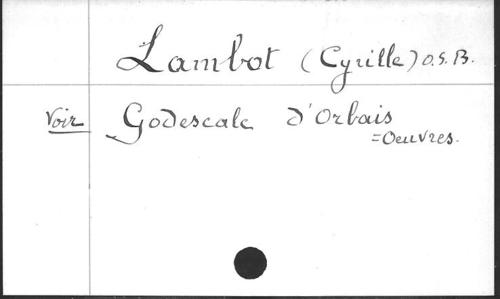 Lambot (Cyrille) O.S.B.
Voir Godescalc d'Orbais
=Oeuvres.